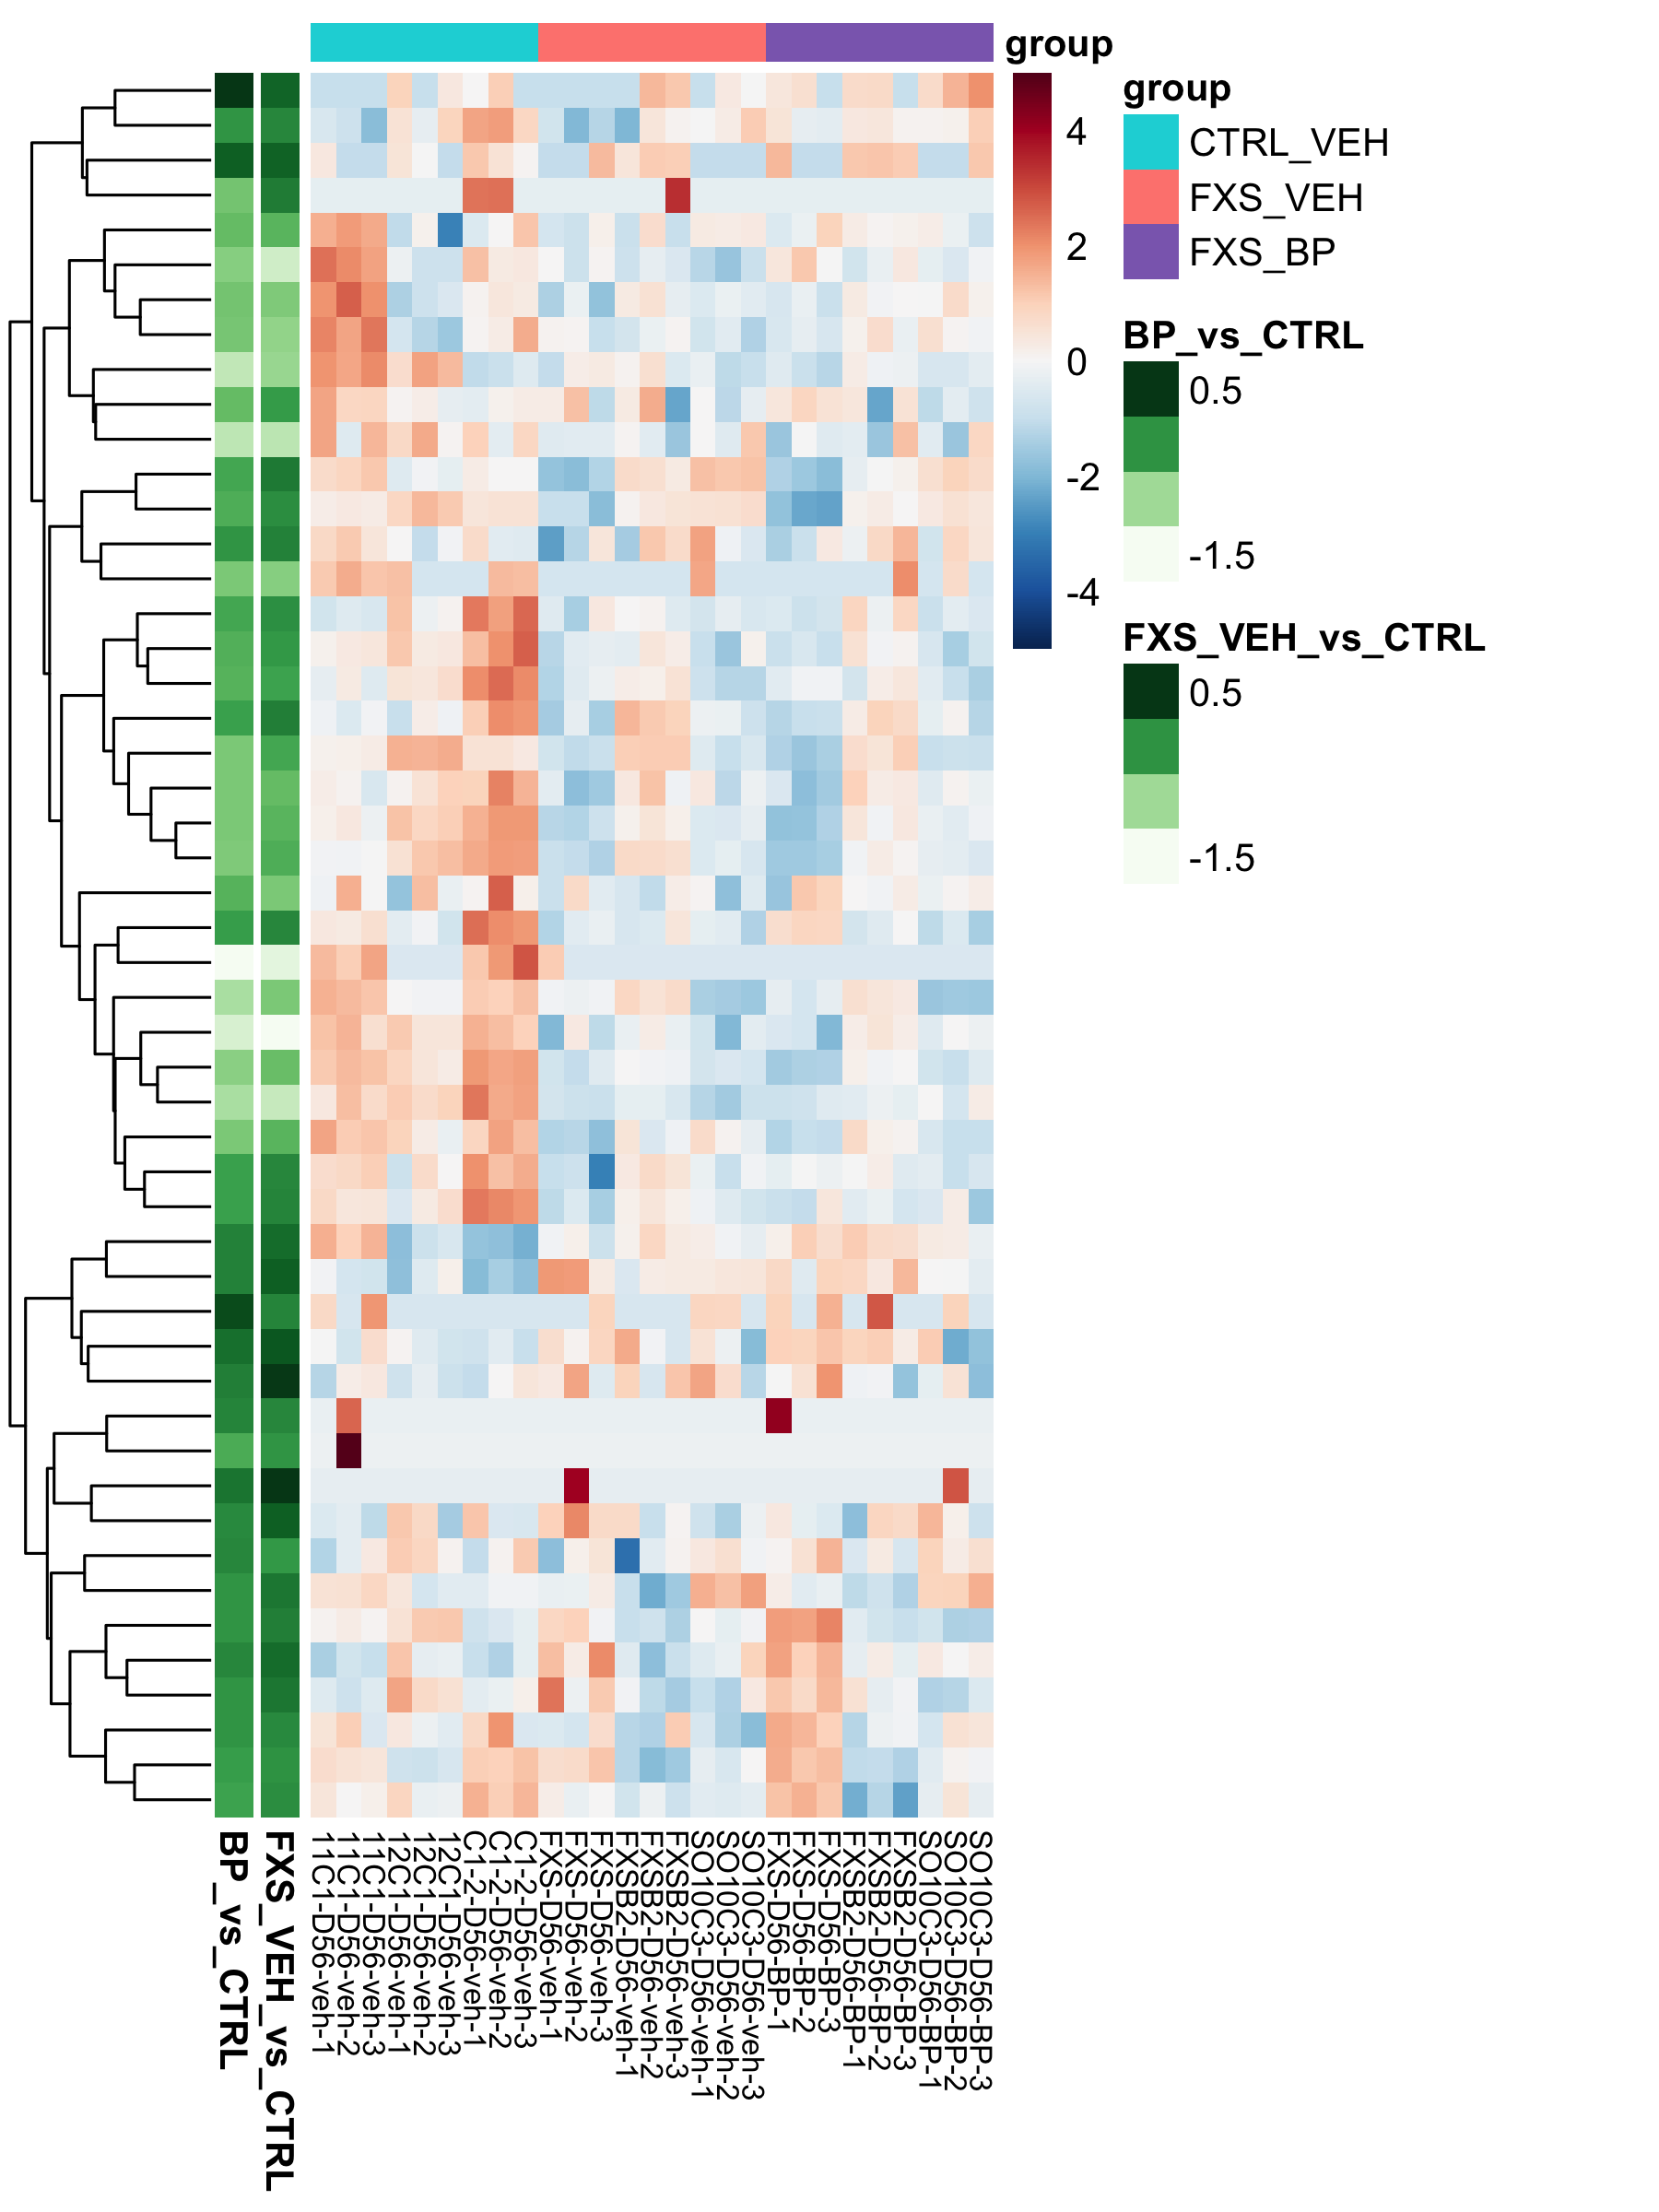 group
4
2
0
-2
-4
group
CTRL_VEH
FXS_VEH
FXS_BP
BP_vs_CTRL
0.5
-1.5
FXS_VEH_vs_CTRL
0.5
-1.5
BP_vs_CTRL
FXS_VEH_vs_CTRL
11C1-D56-veh-1
11C1-D56-veh-2
11C1-D56-veh-3
12C1-D56-veh-1
12C1-D56-veh-2
12C1-D56-veh-3
C1-2-D56-veh-1
C1-2-D56-veh-2
C1-2-D56-veh-3
FXS-D56-veh-1
FXS-D56-veh-2
FXS-D56-veh-3
FXSB2-D56-veh-1
FXSB2-D56-veh-2
FXSB2-D56-veh-3
SO10C3-D56-veh-1
SO10C3-D56-veh-2
SO10C3-D56-veh-3
FXS-D56-BP-1
FXS-D56-BP-2
FXS-D56-BP-3
FXSB2-D56-BP-1
FXSB2-D56-BP-2
FXSB2-D56-BP-3
SO10C3-D56-BP-1
SO10C3-D56-BP-2
SO10C3-D56-BP-3